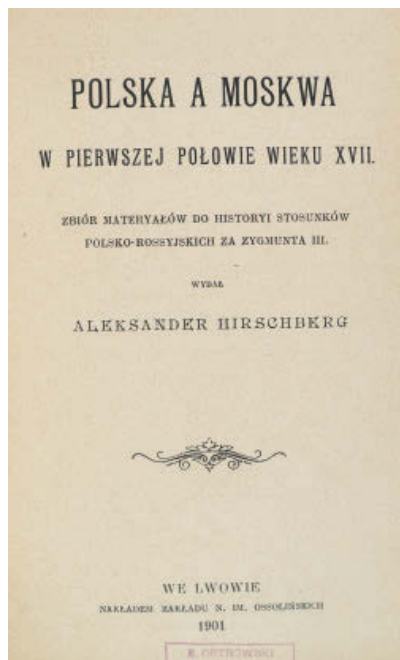 POLSKA A MOSKWA
W PIERWSZEJ POŁOWIE WIEKU XVII.
ZBIÓR MATERYAŁÓW DO HISTORYI STOSUNKÓW
POLSKO-ROSSYJSKICH ZA ZYGMUNTA III.
WYDAŁ
ALEKSANDER HIRSCHBERG
WE LWOWIE
NAKŁADEM ZAKŁADU N. IM. OSSOLIŃSKICH
1901